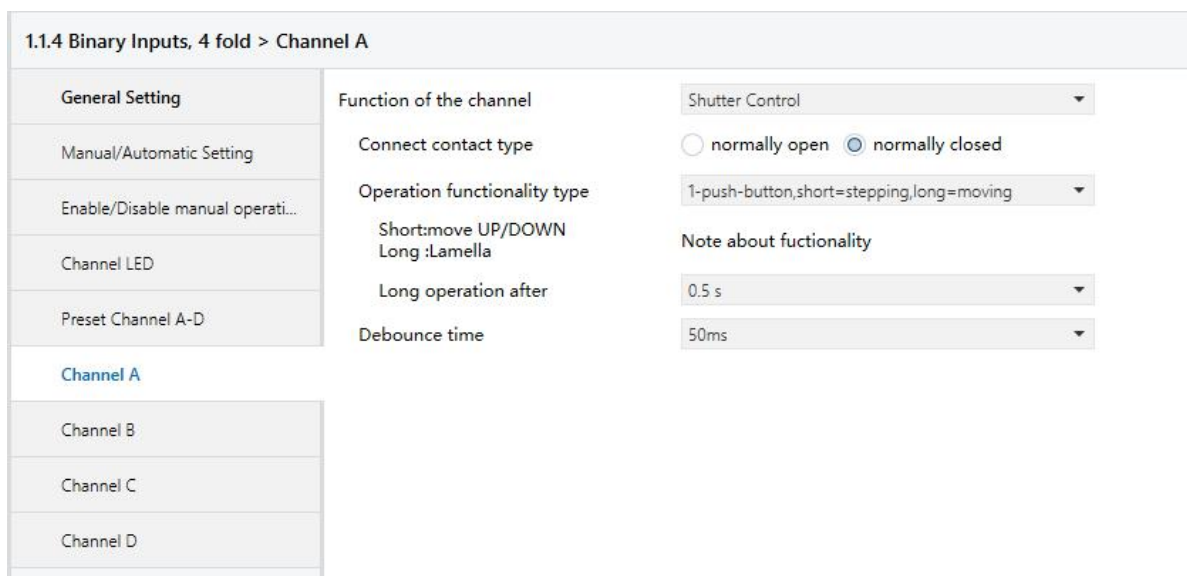 1.1.4 Binary Inputs, 4 fold > Channel A
General Setting
Manual/Automatic Setting
Enable/Disable manual operati...
Channel LED
Preset Channel A-D
Channel A
Channel B
Channel C
Channel D
Function of the channel
Shutter Control
Connect contact type
normally open
normally closed
Operation functionality type
1-push-button,short=stepping,long=moving
Short:move UP/DOWN
Long :Lamella
Note about fuctionality
Long operation after
0.5 s
Debounce time
50ms